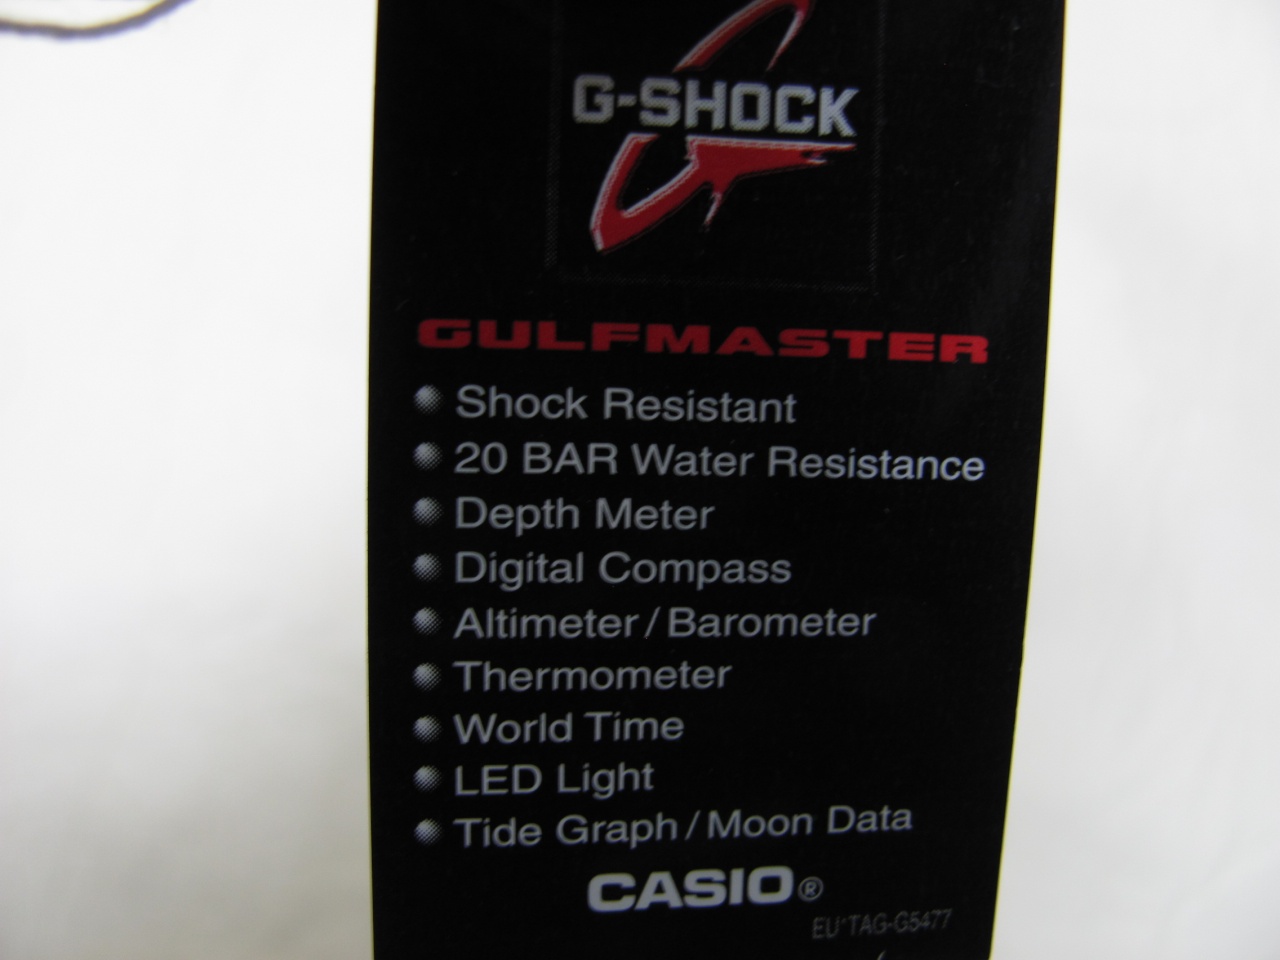 G-SHOCK
GULFMASTER
Shock Resistant
20 BAR Water Resistance
Depth Meter
Digital Compass
Altimeter / Barometer
Thermometer
World Time
LED Light
Tide Graph / Moon Data
CASIO®
EU*TAG-G5477